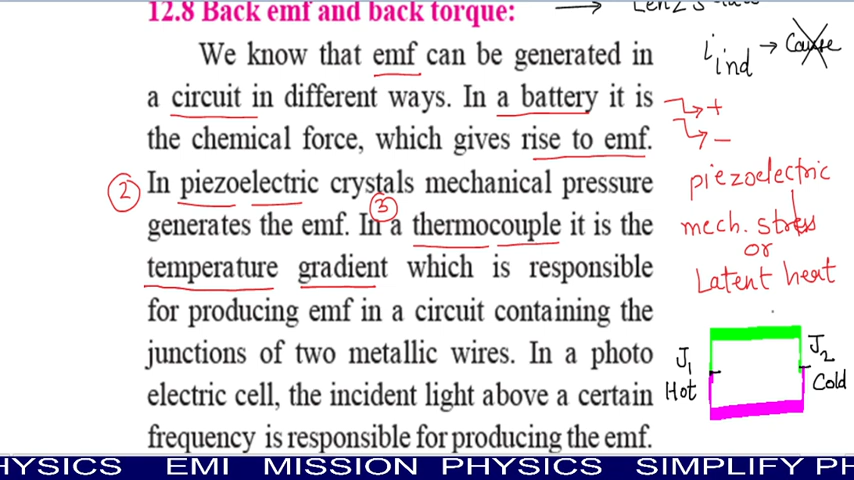 12.8 Back emf and back torque:
We know that emf can be generated in
a circuit in different ways. In a battery it is
the chemical force, which gives rise to emf.
In piezoelectric crystals mechanical pressure
generates the emf. In a thermocouple it is the
temperature gradient which is responsible
for producing emf in a circuit containing the
junctions of two metallic wires. In a photo
electric cell, the incident light above a certain
frequency is responsible for producing the emf.
2
3
i ind → Cause
+
−
piezoelectric
mech. stress
or
Latent heat
J1
Hot
J2
Cold
HYSICS EMI MISSION PHYSICS SIMPLIFY PH